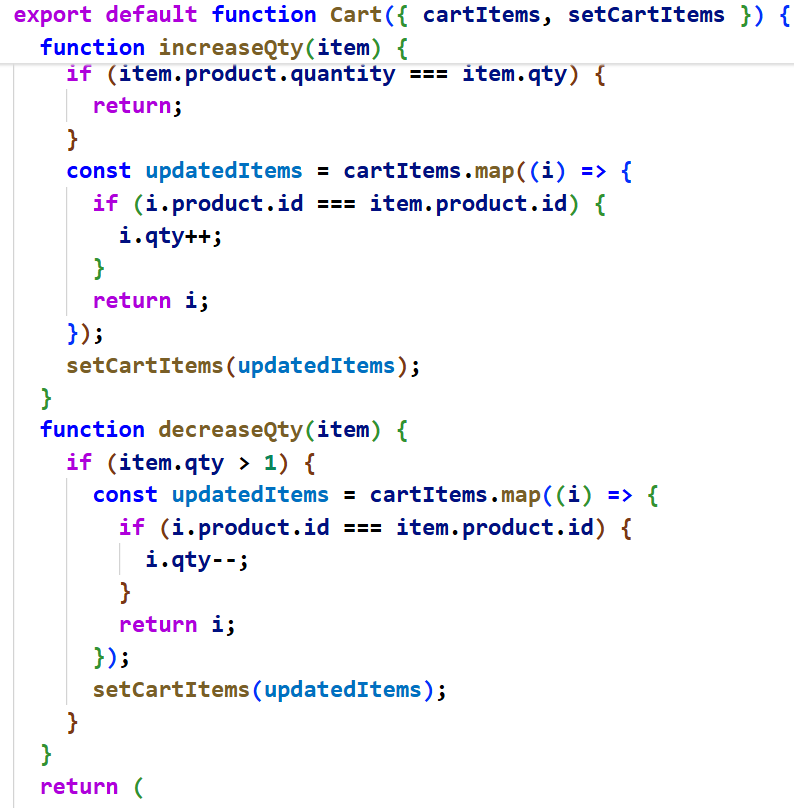 export default function Cart({ cartItems, setCartItems }) {
  function increaseQty(item) {
    if (item.product.quantity === item.qty) {
      return;
    }
    const updatedItems = cartItems.map((i) => {
      if (i.product.id === item.product.id) {
        i.qty++;
      }
      return i;
    });
    setCartItems(updatedItems);
  }
  function decreaseQty(item) {
    if (item.qty > 1) {
      const updatedItems = cartItems.map((i) => {
        if (i.product.id === item.product.id) {
          i.qty--;
        }
        return i;
      });
      setCartItems(updatedItems);
    }
  }
  return (